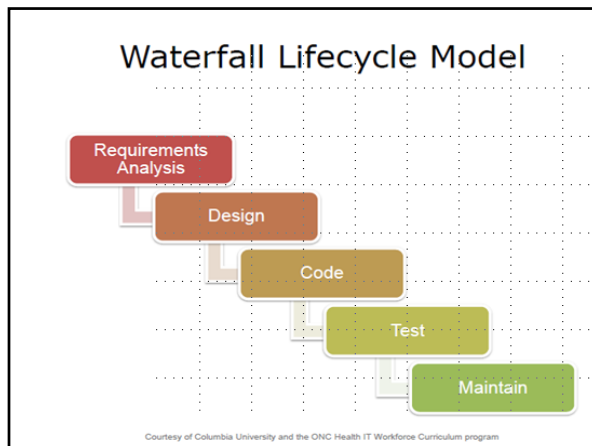 Waterfall Lifecycle Model
Requirements
Analysis
Design
Code
Test
Maintain
Courtesy of Columbia University and the ONC Health IT Workforce Curriculum program